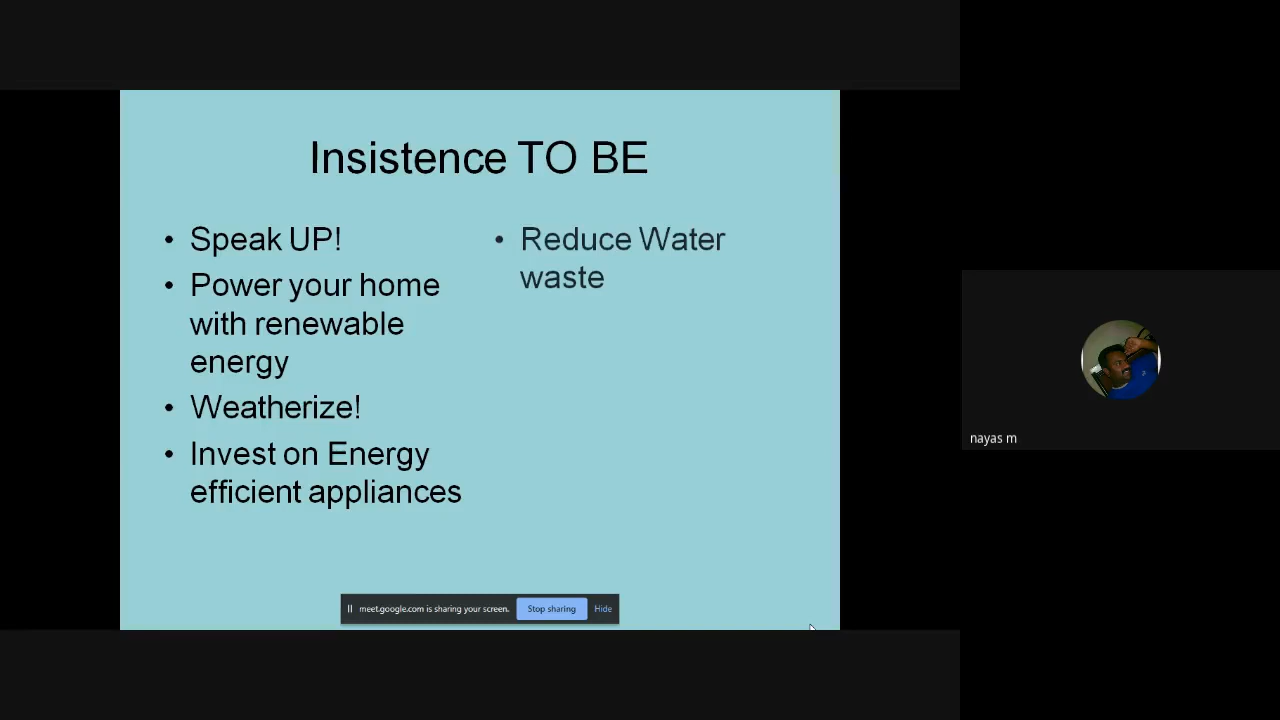 Insistence TO BE
• Speak UP!
• Power your home
with renewable
energy
• Weatherize!
• Invest on Energy
efficient appliances
• Reduce Water
waste
meet.google.com is sharing your screen. Stop sharing Hide
nayas m